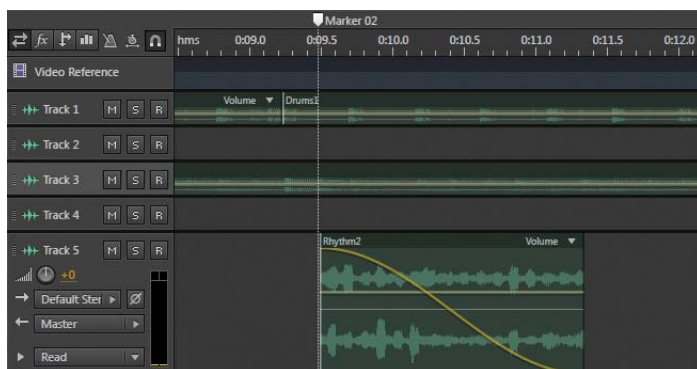 Marker 02
fx
hms 0:09.0 0:09.5 0:10.0 0:10.5 0:11.0 0:11.5 0:12.0
Video Reference
Track 1 M S R
Volume Drums1
Track 2 M S R
Track 3 M S R
Track 4 M S R
Track 5 M S R
Rhythm2 Volume
+0
Default Ster
Master
Read